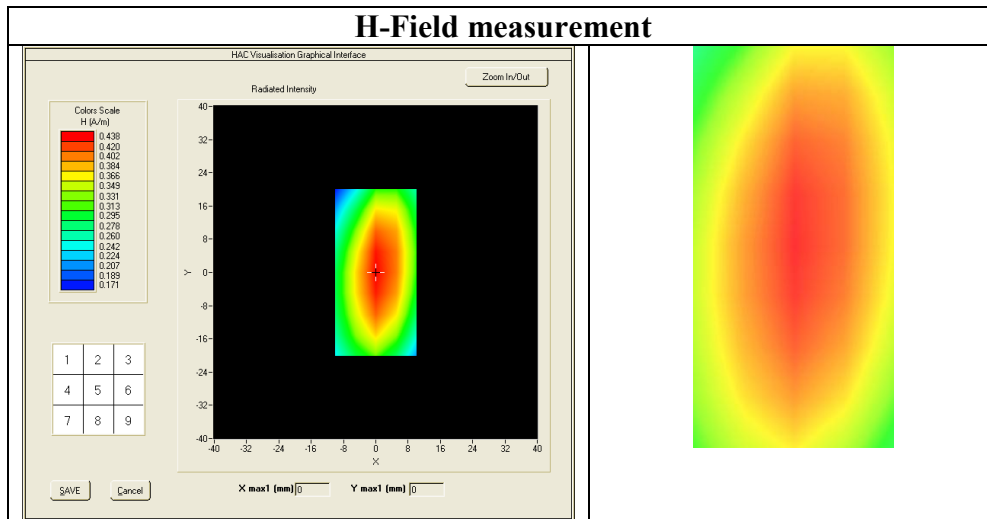 H-Field measurement
HAC Visualisation Graphical Interface
Zoom In/Out
Radiated Intensity
Colors Scale
H (A/m)
0.438
0.420
0.402
0.384
0.366
0.349
0.331
0.313
0.295
0.278
0.260
0.242
0.224
0.207
0.189
0.171
40
32
24
16
8
0
-8
-16
-24
-32
-40
Y
-40 -32 -24 -16 -8 0 8 16 24 32 40
X
1 2 3
4 5 6
7 8 9
SAVE Cancel X max1 (mm) 0 Y max1 (mm) 0